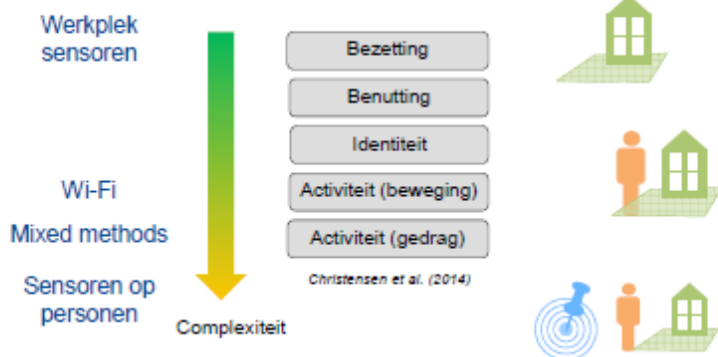 Werkplek
sensoren
Bezetting
Benutting
Identiteit
Wi-Fi
Activiteit (beweging)
Mixed methods
Activiteit (gedrag)
Christensen et al. (2014)
Sensoren op
personen
Complexiteit